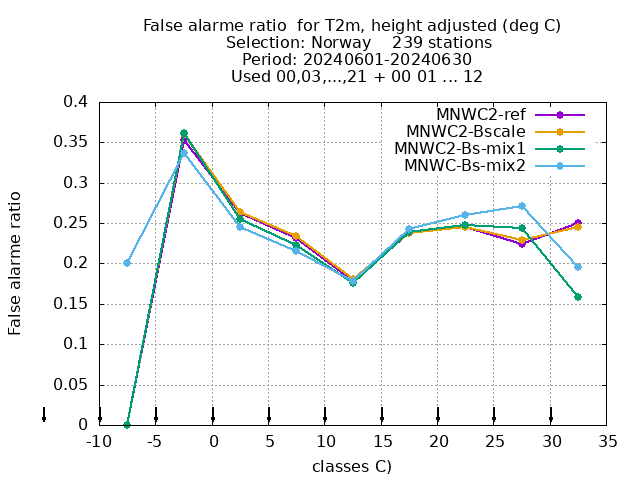 False alarme ratio  for T2m, height adjusted (deg C)
Selection: Norway    239 stations
Period: 20240601-20240630
Used 00,03,...,21 + 00 01 ... 12
MNWC2-ref
MNWC2-Bscale
MNWC2-Bs-mix1
MNWC-Bs-mix2
False alarme ratio
0.4
0.35
0.3
0.25
0.2
0.15
0.1
0.05
0
-10 -5 0 5 10 15 20 25 30 35
classes C)